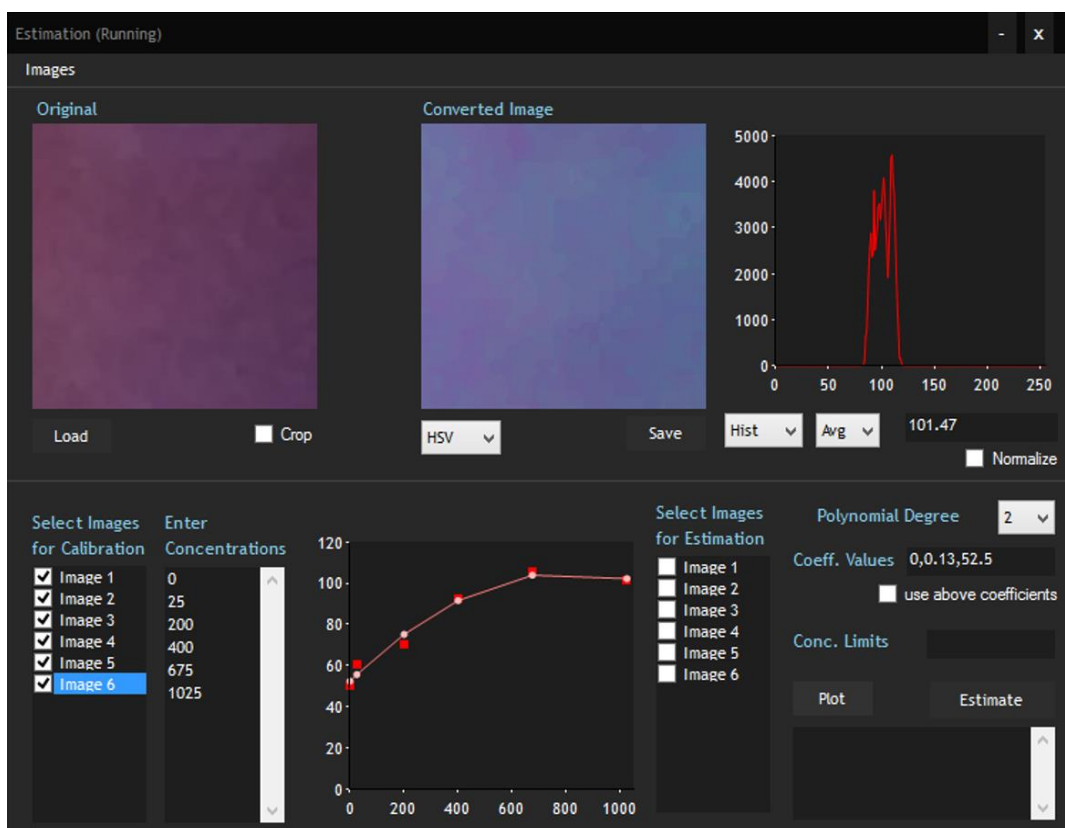 Estimation (Running)
- x
Images
Original
Converted Image
5000
4000
3000
2000
1000
0
0 50 100 150 200 250
Load
Crop
HSV
Save
Hist
Avg
101.47
Normalize
Select Images
for Calibration
Image 1
Image 2
Image 3
Image 4
Image 5
Image 6
Enter
Concentrations
0
25
200
400
675
1025
120
100
80
60
40
20
0
0 200 400 600 800 1000
Select Images
for Estimation
Image 1
Image 2
Image 3
Image 4
Image 5
Image 6
Polynomial Degree 2
Coeff. Values 0,0.13,52.5
use above coefficients
Conc. Limits
Plot
Estimate